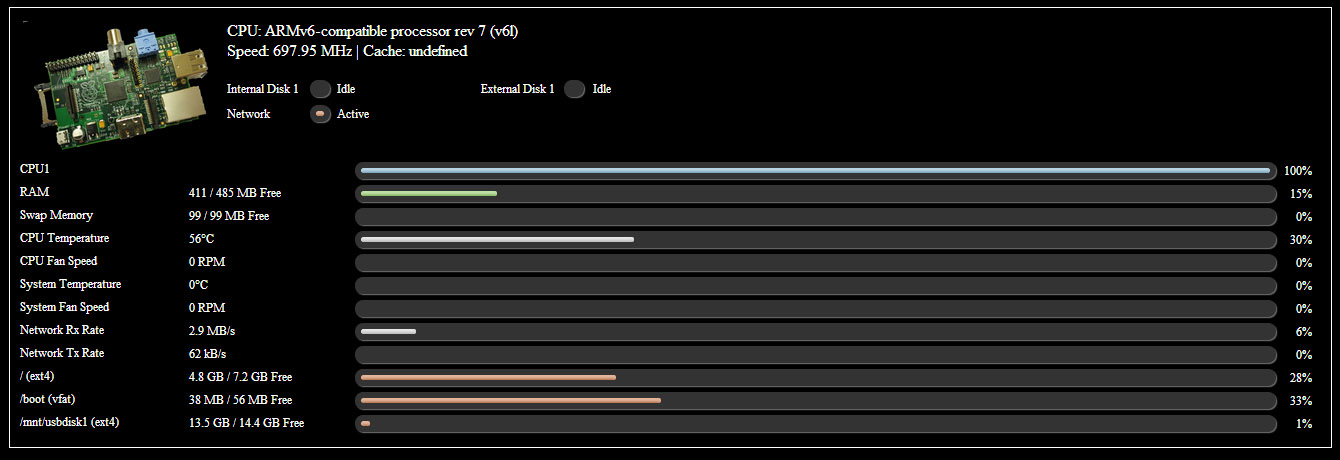 CPU: ARMv6-compatible processor rev 7 (v6l)
Speed: 697.95 MHz | Cache: undefined
Internal Disk 1 Idle External Disk 1 Idle
Network Active
CPU1 100%
RAM 411 / 485 MB Free 15%
Swap Memory 99 / 99 MB Free 0%
CPU Temperature 56°C 30%
CPU Fan Speed 0 RPM 0%
System Temperature 0°C 0%
System Fan Speed 0 RPM 0%
Network Rx Rate 2.9 MB/s 6%
Network Tx Rate 62 kB/s 0%
/ (ext4) 4.8 GB / 7.2 GB Free 28%
/boot (vfat) 38 MB / 56 MB Free 33%
/mnt/usbdisk1 (ext4) 13.5 GB / 14.4 GB Free 1%